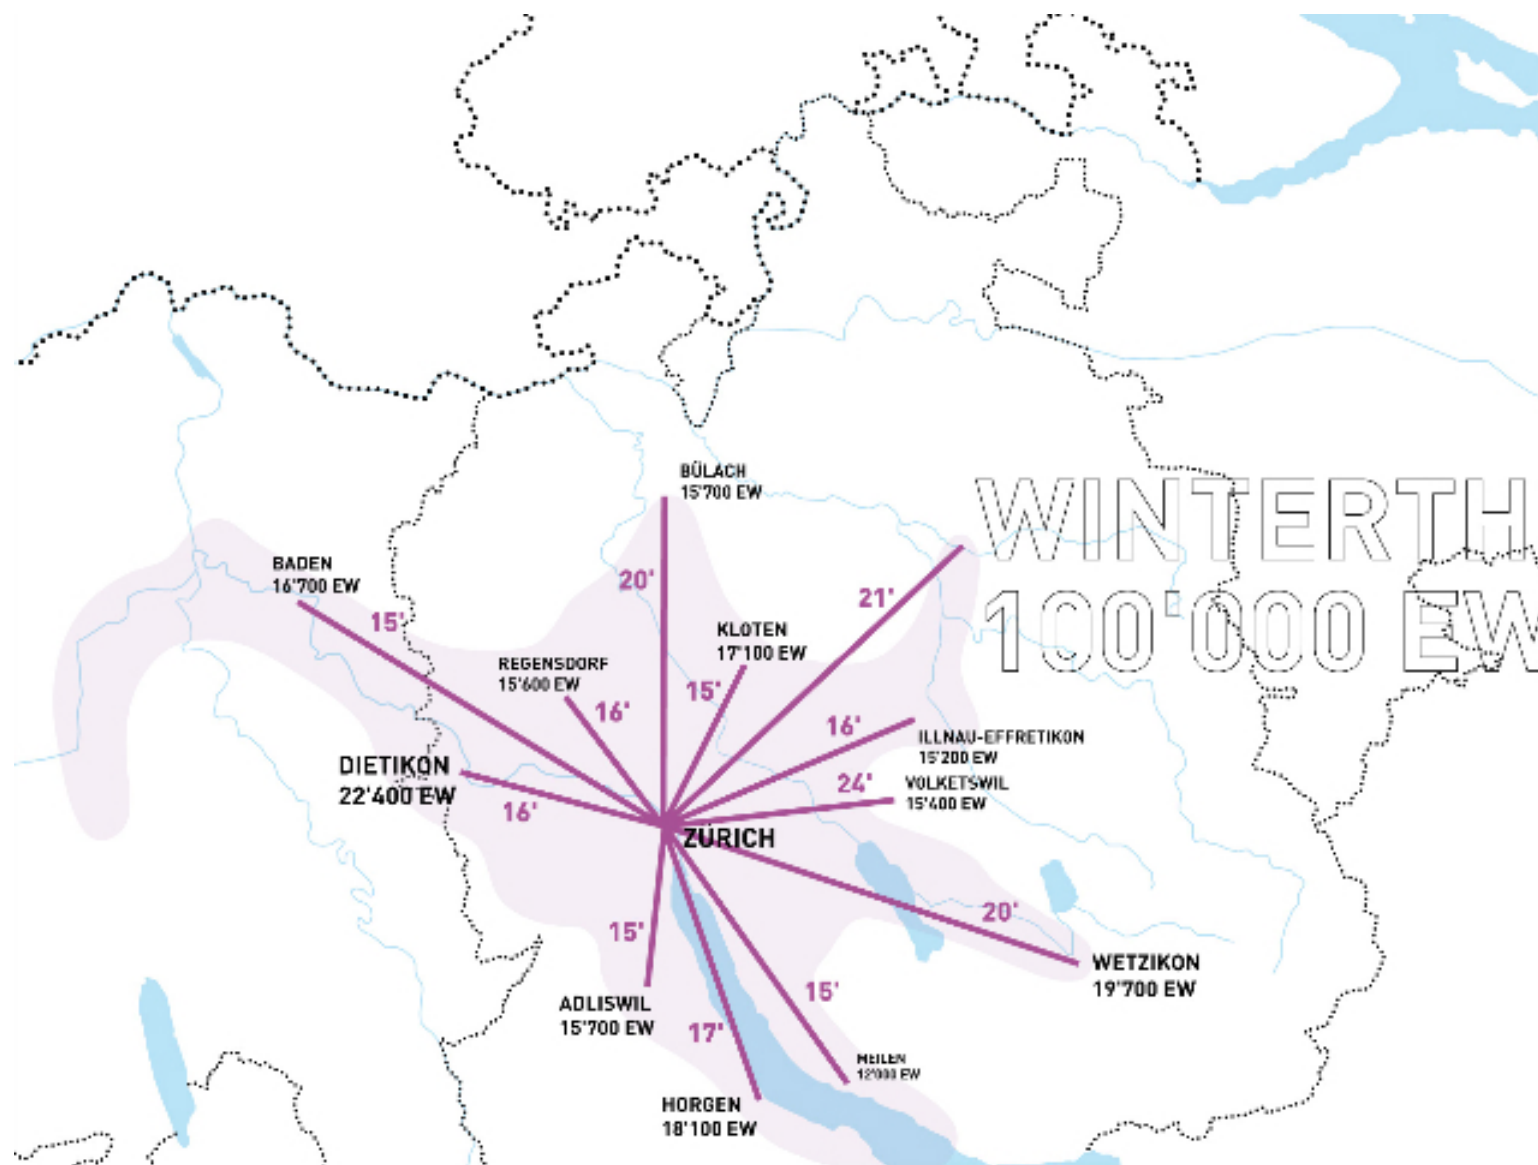 BÜLACH
15'700 EW
WINTERTH
100'000 EW
BADEN
16'700 EW
20'
21'
15'
KLOTEN
17'100 EW
REGENSDORF
15'600 EW
15'
16'
16'
ILLNAU-EFFRETIKON
15'200 EW
DIETIKON
22'400 EW
24'
VOLKETSWIL
15'400 EW
16'
ZÜRICH
20'
15'
WETZIKON
19'700 EW
15'
ADLISWIL
15'700 EW
17'
MEILEN
12'000 EW
HORGEN
18'100 EW